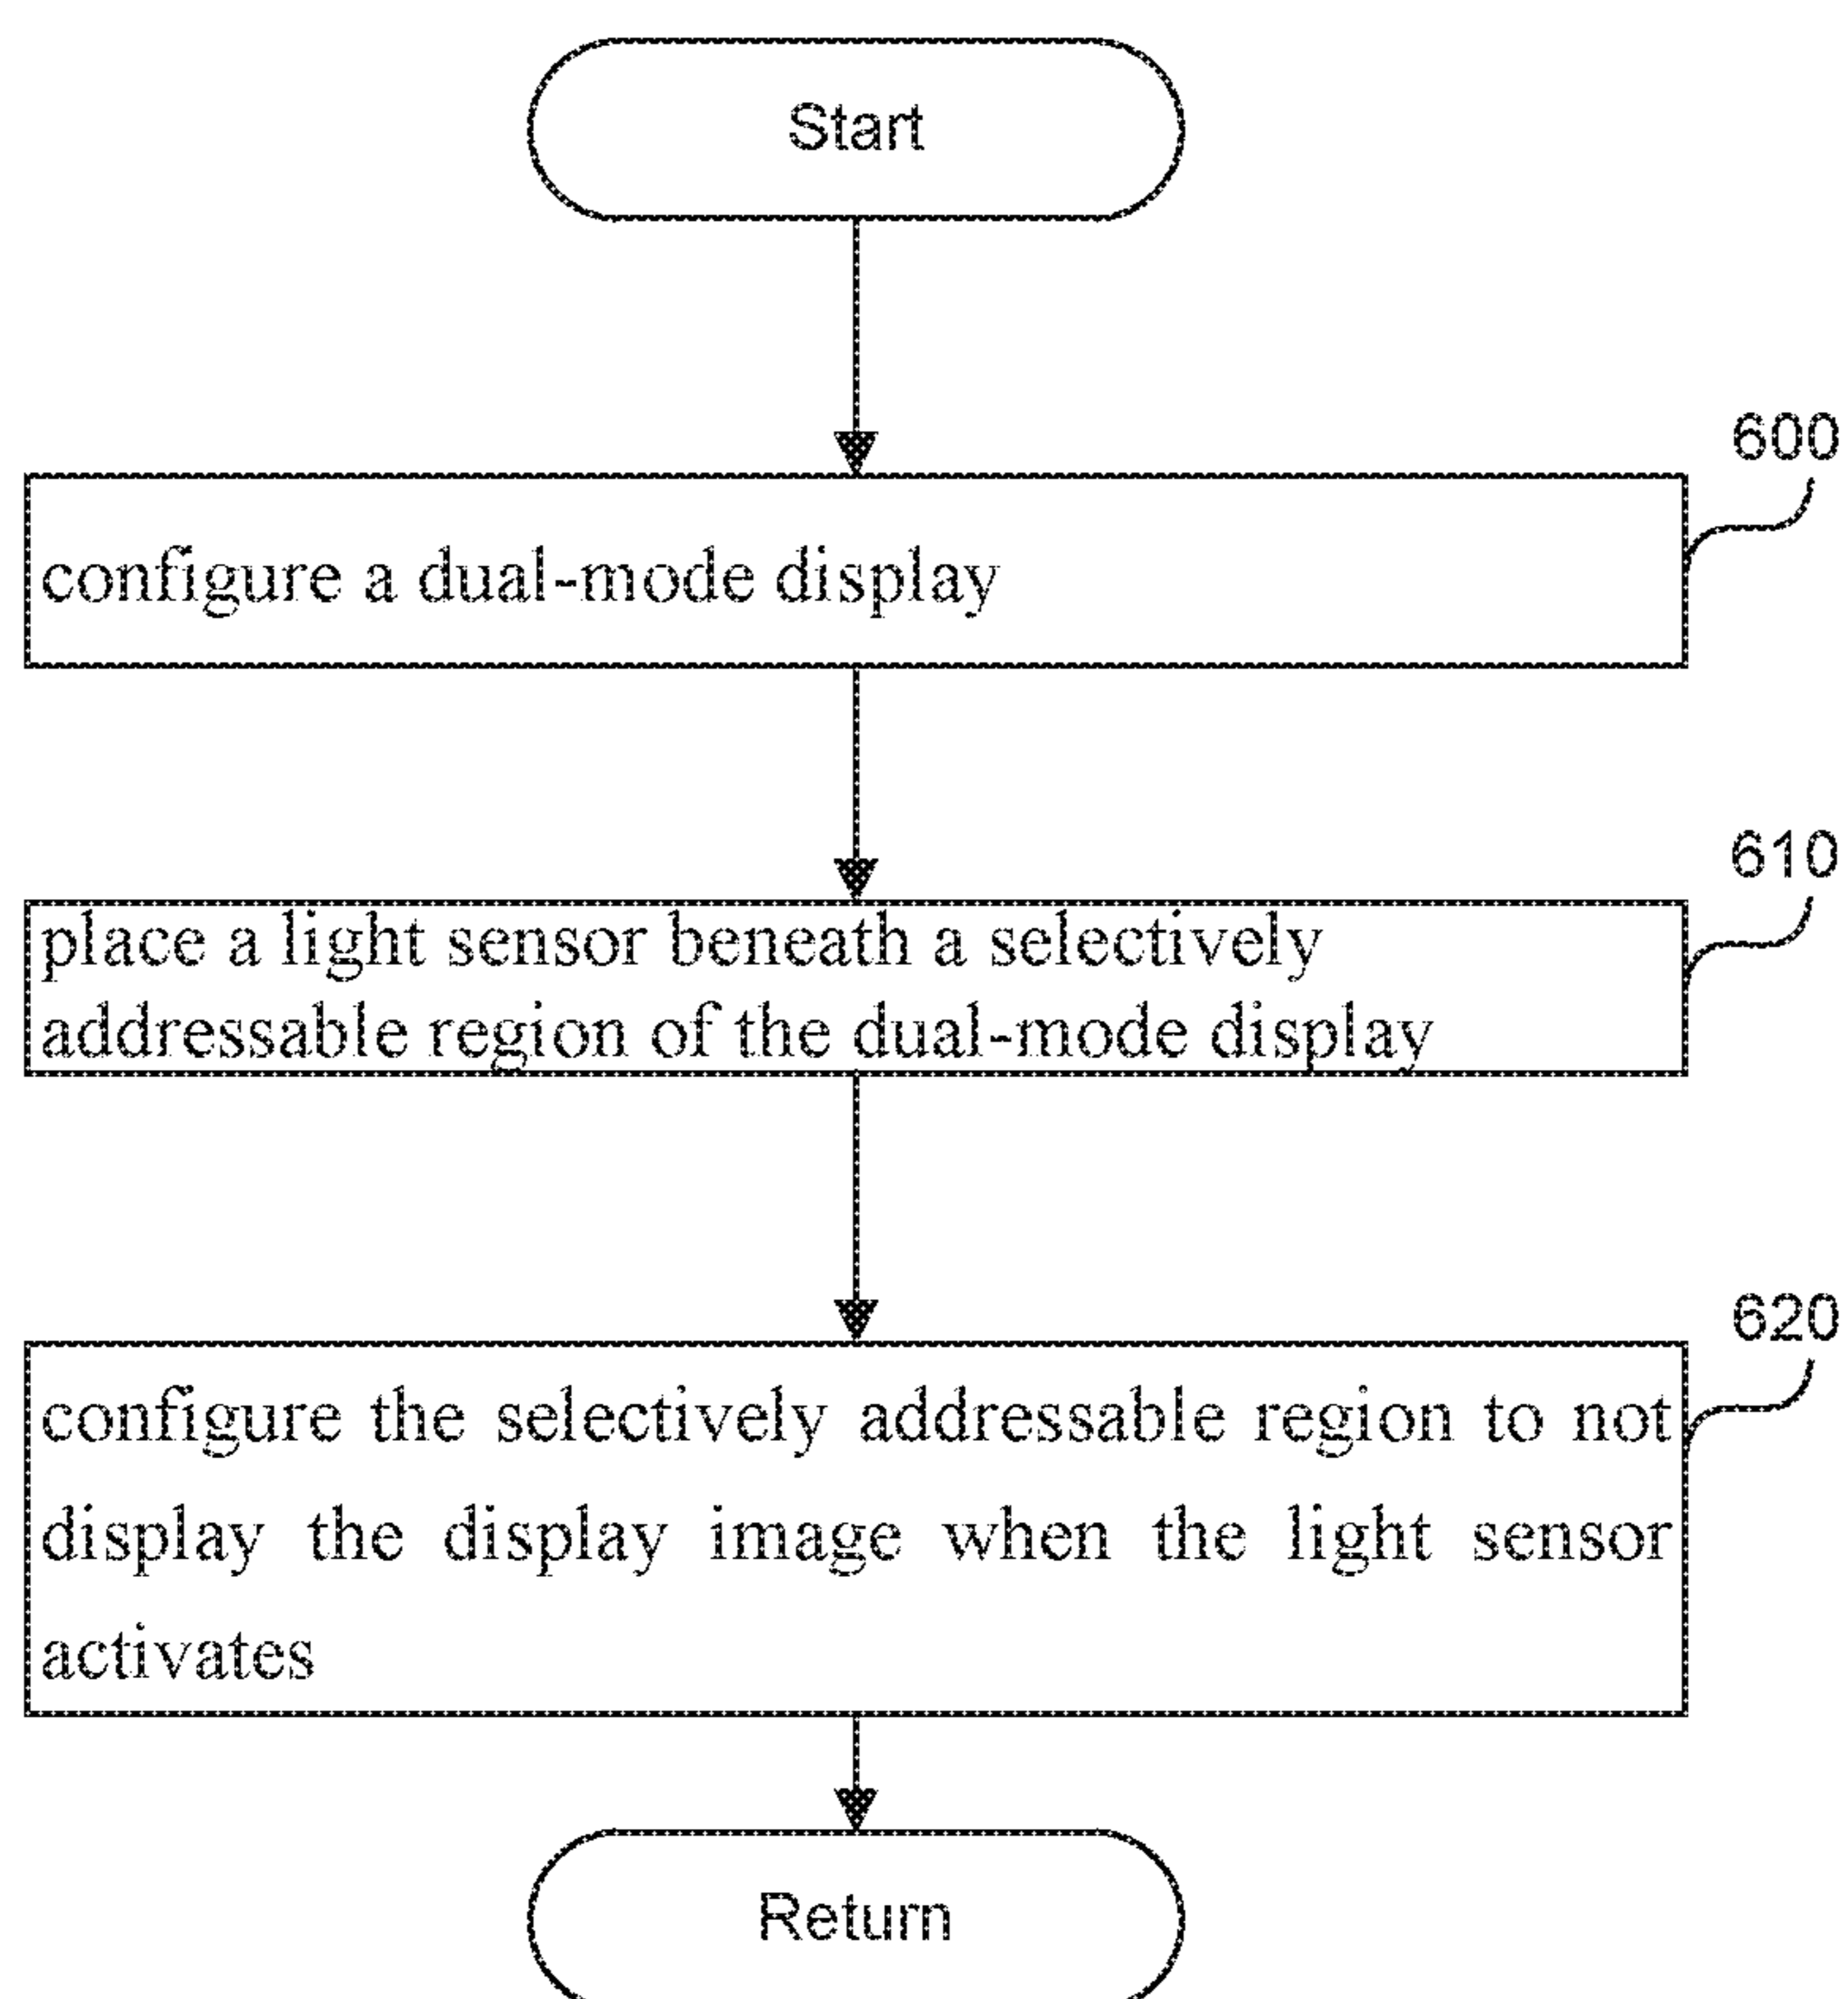 Start
600
configure a dual-mode display
610
place a light sensor beneath a selectively
addressable region of the dual-mode display
620
configure the selectively addressable region to not
display the display image when the light sensor
activates
Return